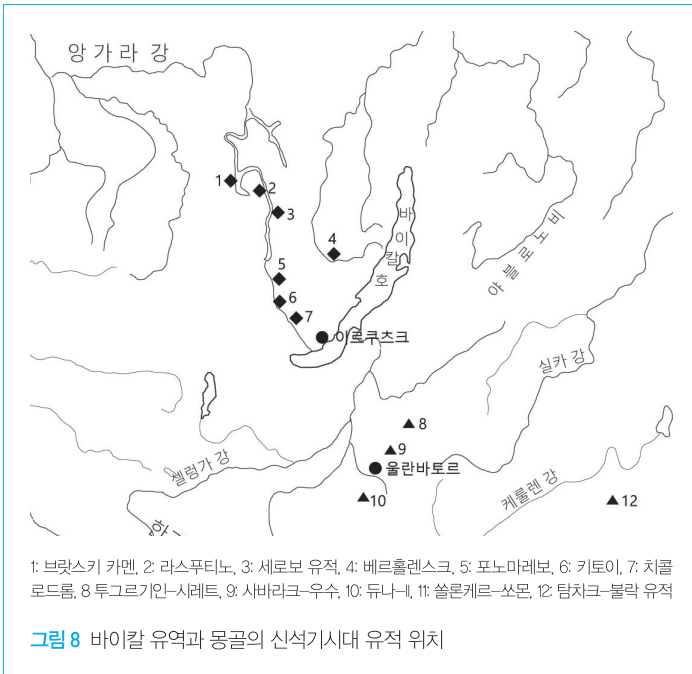 앙가라 강
1
2
3
4
바이칼호
야블로노비
5
6
7
이르쿠츠크
실카 강
8
9
셀렁가 강
울란바토르
케룰렌 강
10
12
1: 브랏스키 카멘, 2: 라스푸티노, 3: 세로보 유적, 4: 베르홀렌스크, 5: 포노마레보, 6: 키토이, 7: 치콜
로드롬, 8 투그르기인-시레트, 9: 사바라크-우수, 10: 듀나-Ⅱ, 11: 쏠론케르-쏘몬, 12: 탐차크-불락 유적
그림 8 바이칼 유역과 몽골의 신석기시대 유적 위치